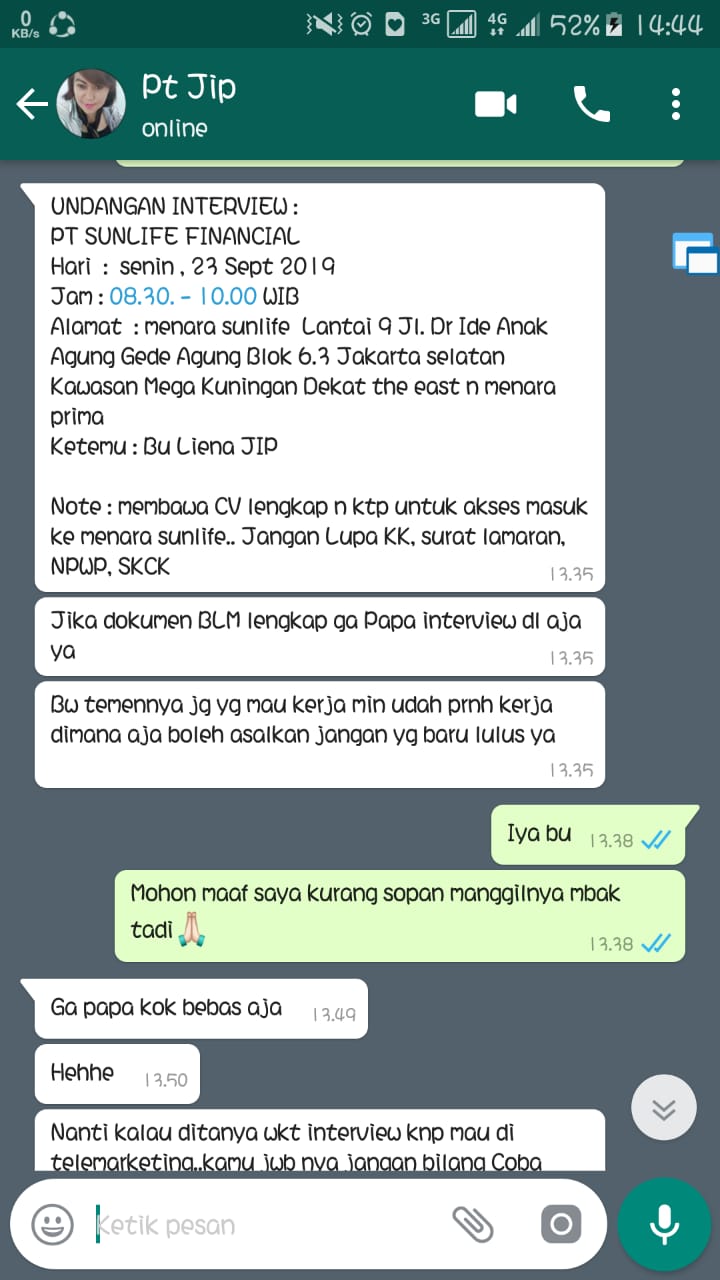 0
KB/s
3G
4G
52%
14:44
Pt Jip
online
UNDANGAN INTERVIEW :
PT SUNLIFE FINANCIAL
Hari : senin , 23 Sept 2019
Jam : 08.30. - 10.00 WIB
Alamat : menara sunlife Lantai 9 Jl. Dr Ide Anak
Agung Gede Agung Blok 6.3 Jakarta selatan
Kawasan Mega Kuningan Dekat the east n menara
prima
Ketemu : Bu Liena JIP
Note : membawa CV lengkap n ktp untuk akses masuk
ke menara sunlife.. Jangan Lupa KK, surat lamaran,
NPWP, SKCK
13.35
Jika dokumen BLM lengkap ga Papa interview dl aja
ya
13.35
Bw temennya jg yg mau kerja min udah prnh kerja
dimana aja boleh asalkan jangan yg baru lulus ya
13.35
Iya bu 13.38
Mohon maaf saya kurang sopan manggilnya mbak
tadi 🙏
13.38
Ga papa kok bebas aja 13.49
Hehhe 13.50
Nanti kalau ditanya wkt interview knp mau di
telemarketing..kamu jwb nya jangan bilang Coba
Ketik pesan